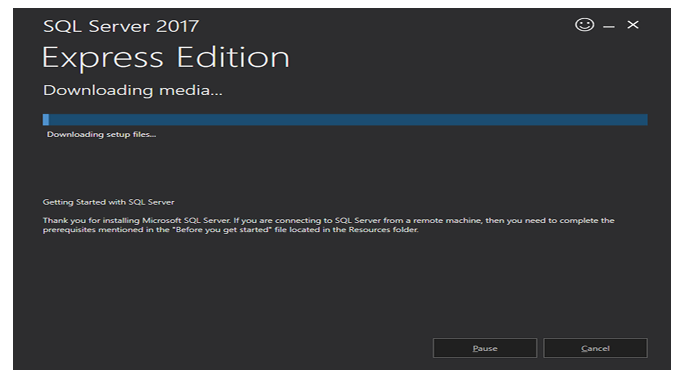 SQL Server 2017
Express Edition
Downloading media...
Downloading setup files...
Getting Started with SQL Server
Thank you for installing Microsoft SQL Server. If you are connecting to SQL Server from a remote machine, then you need to complete the
prerequisites mentioned in the "Before you get started" file located in the Resources folder.
Pause
Cancel